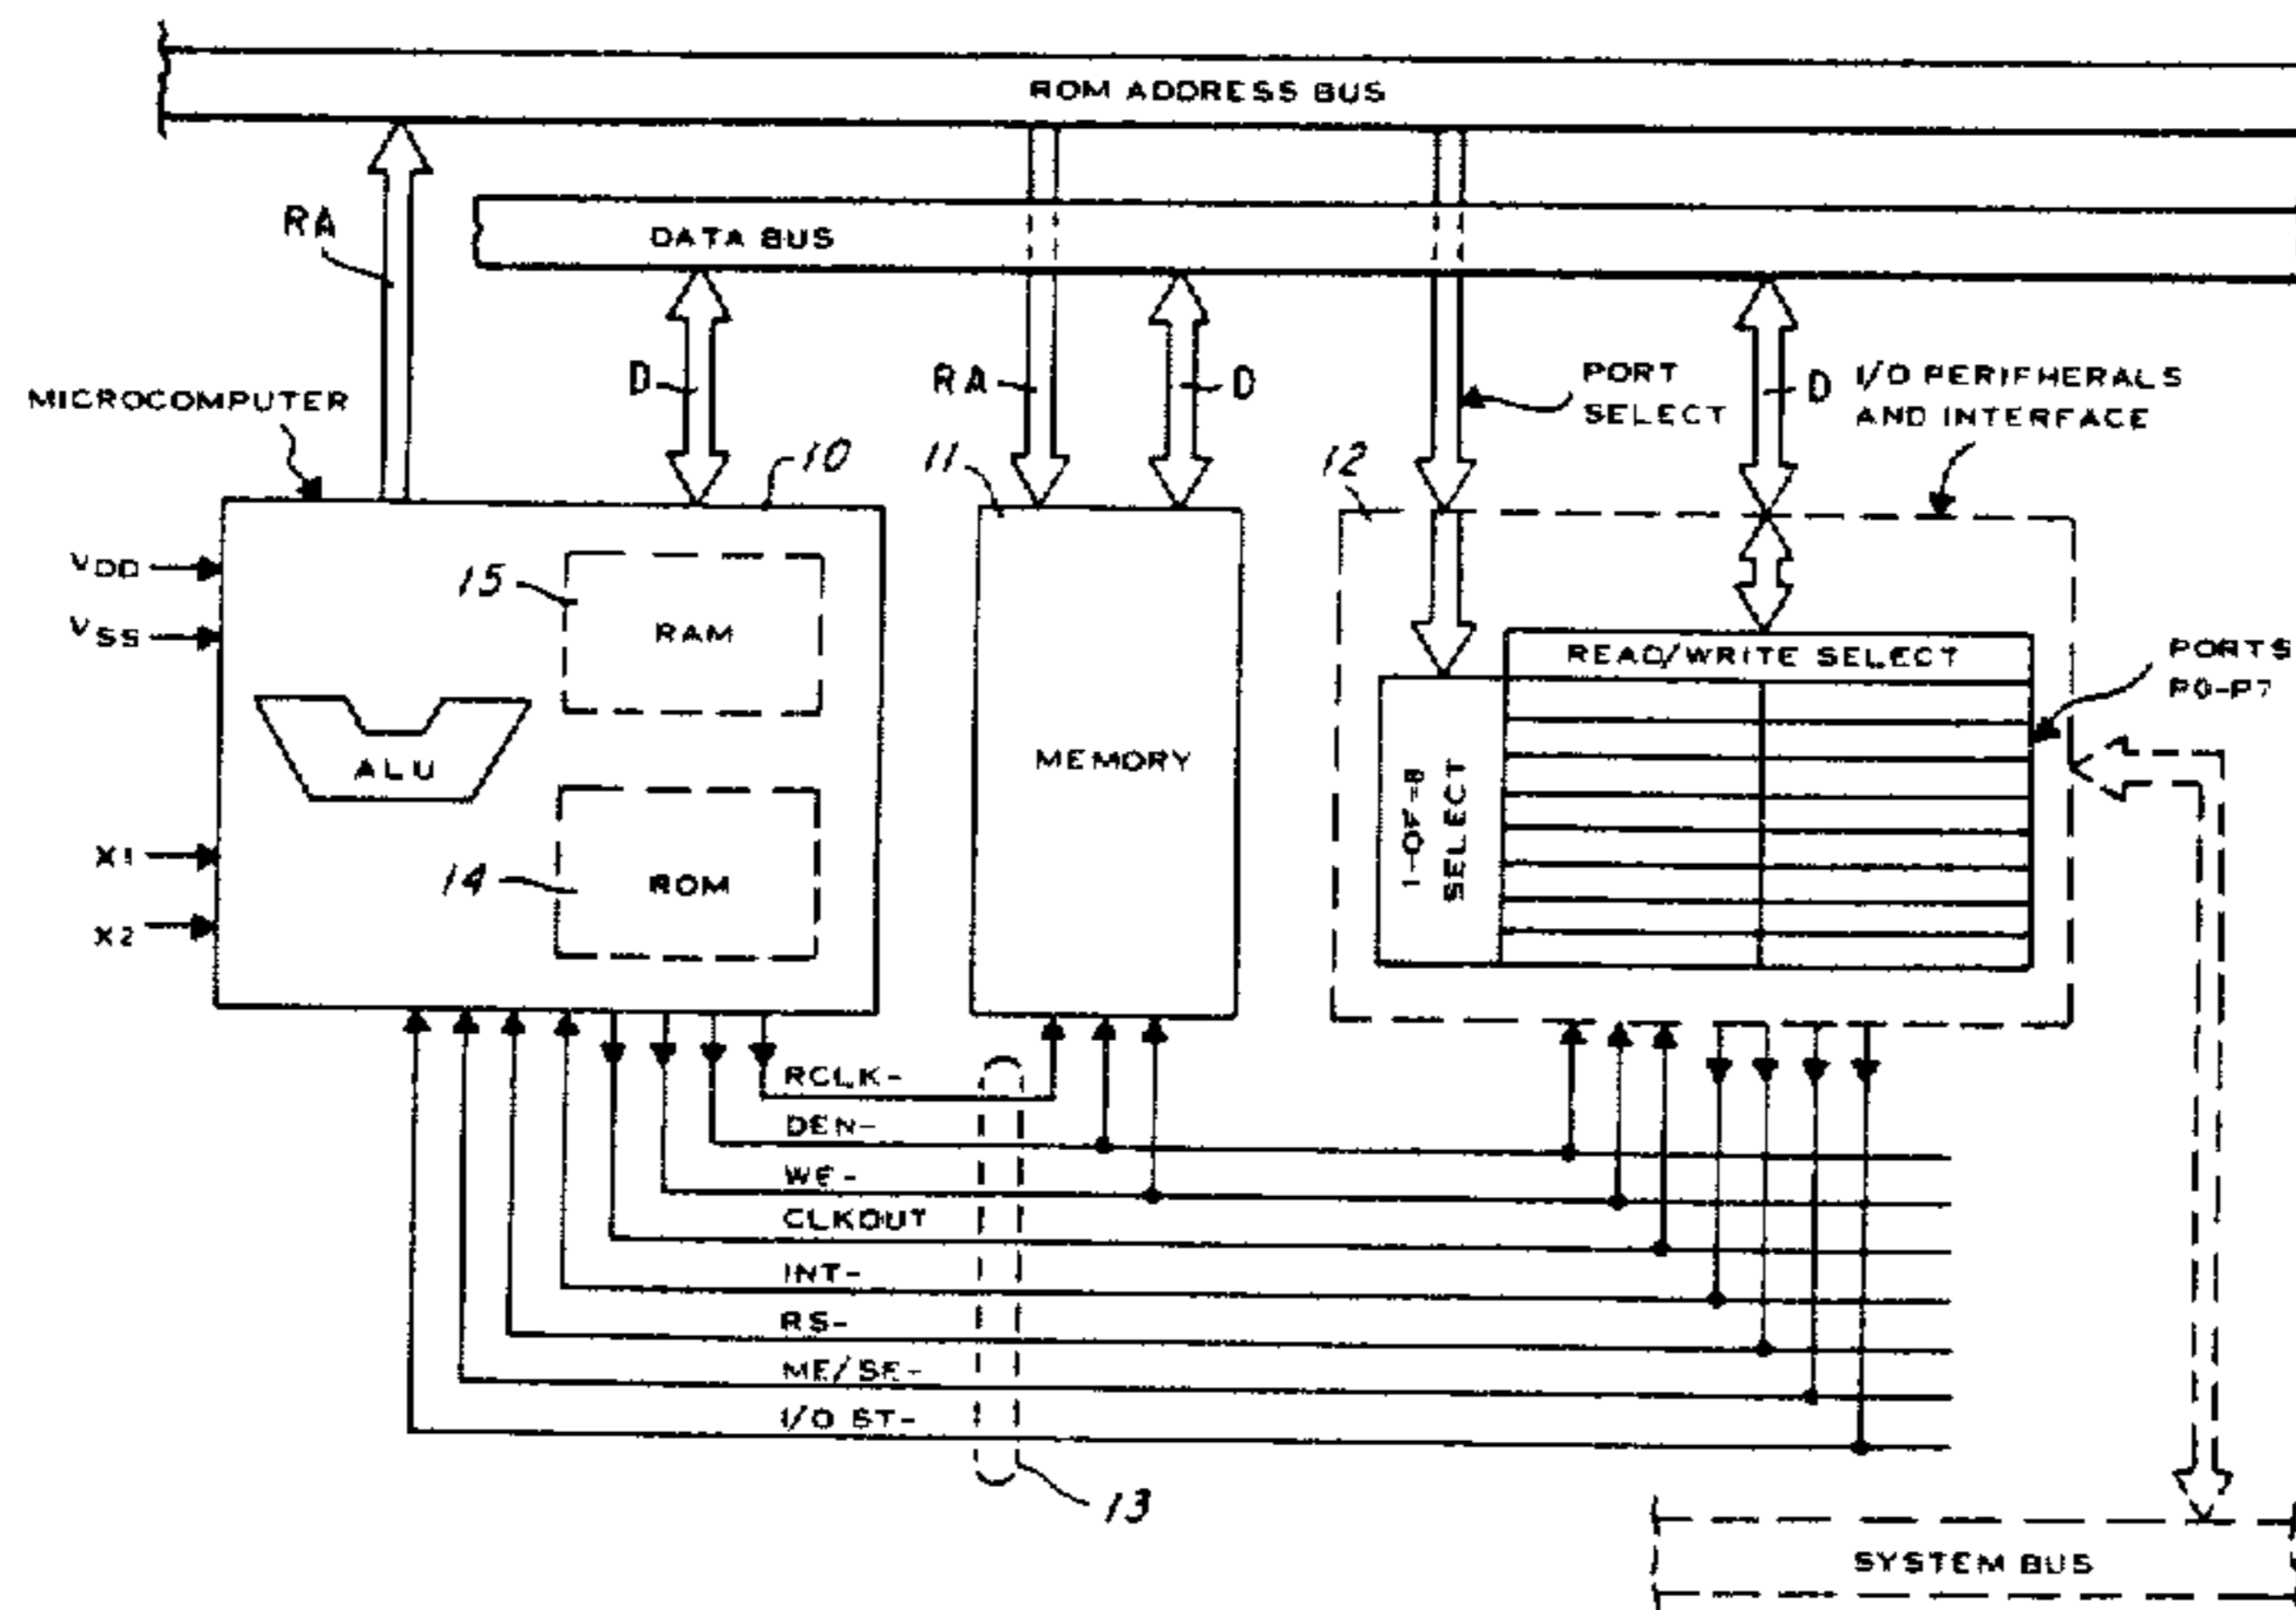 ROM ADDRESS BUS
DATA BUS
RA
D
RA
D
PORT
SELECT
D
I/O PERIPHERALS
AND INTERFACE
MICROCOMPUTER
10
11
12
VDD
VSS
X1
X2
15
RAM
ALU
14
ROM
MEMORY
READ/WRITE SELECT
1-OF-8
SELECT
PORTS
P0-P7
RCLK-
DEN-
WE-
CLKOUT
INT-
RS-
ME/SE-
I/O ST-
13
SYSTEM BUS